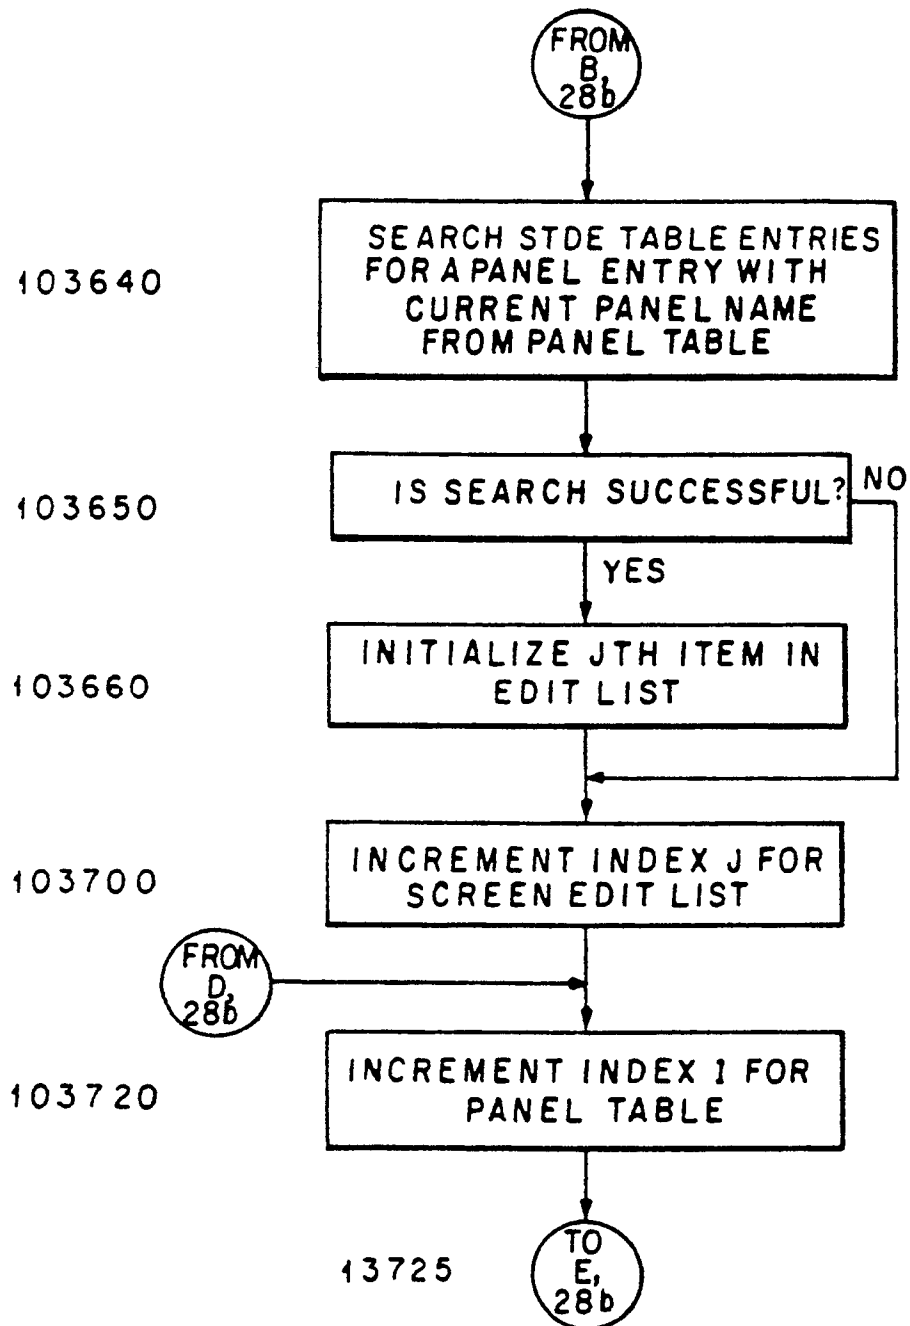 FROM
B,
28b
103640
SEARCH STDE TABLE ENTRIES
FOR A PANEL ENTRY WITH
CURRENT PANEL NAME
FROM PANEL TABLE
103650
IS SEARCH SUCCESSFUL?
NO
YES
103660
INITIALIZE JTH ITEM IN
EDIT LIST
103700
INCREMENT INDEX J FOR
SCREEN EDIT LIST
FROM
D,
28b
103720
INCREMENT INDEX I FOR
PANEL TABLE
13725
TO
E,
28b